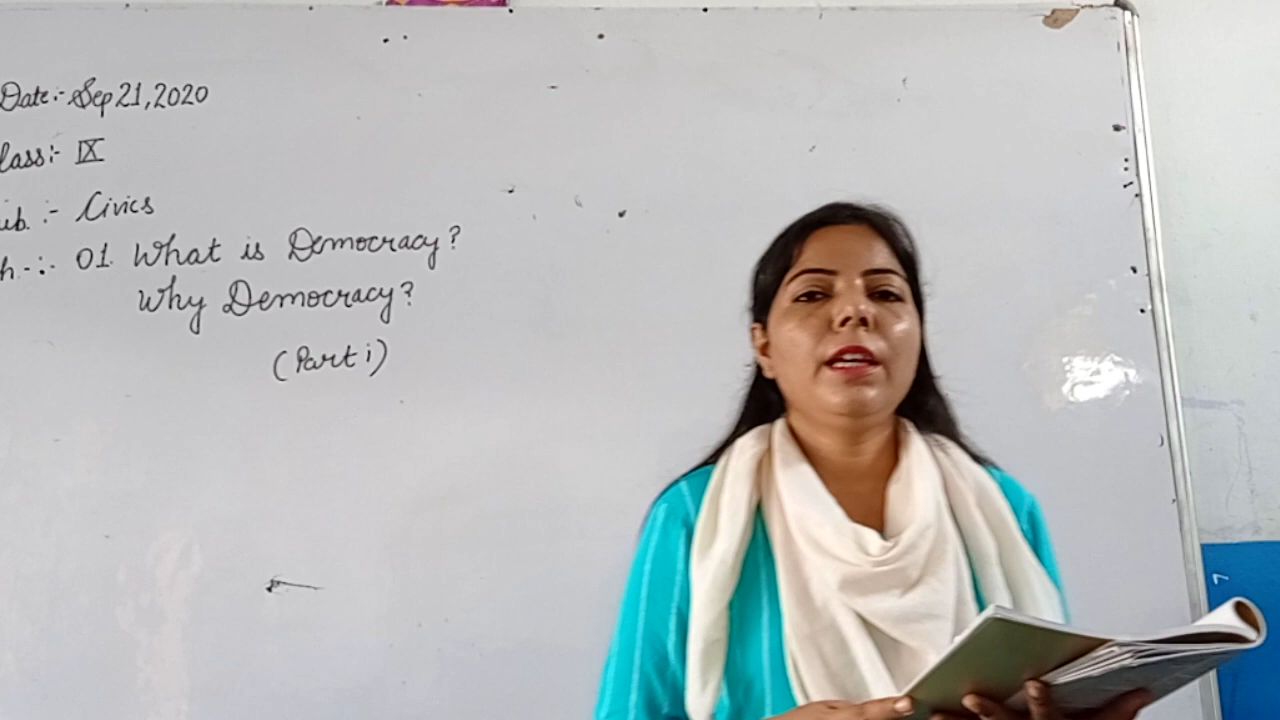 Date:- Sep 21, 2020
lass:- IX
ub. :- Civics
h. -:- 01. What is Democracy?
Why Democracy?
(Part i)